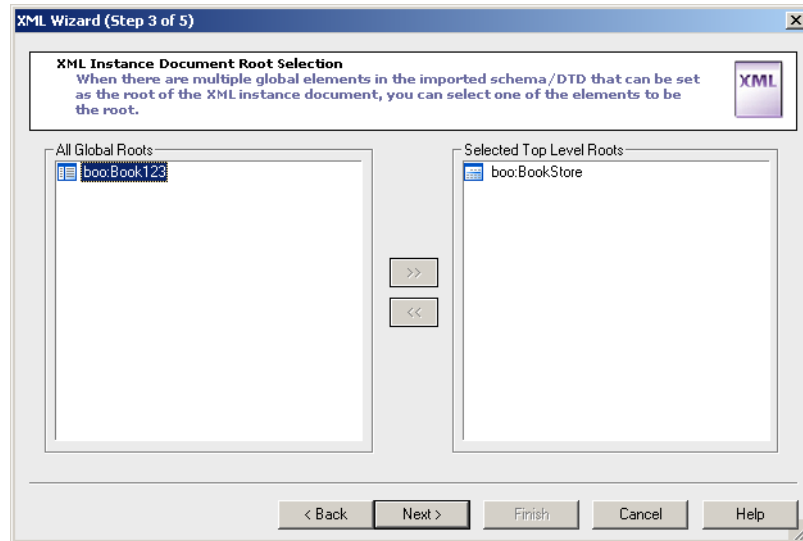 XML Wizard (Step 3 of 5)
XML Instance Document Root Selection
When there are multiple global elements in the imported schema/DTD that can be set
as the root of the XML instance document, you can select one of the elements to be
the root.
XML
All Global Roots
boo:Book123
>>
<<
Selected Top Level Roots
boo:BookStore
< Back
Next >
Finish
Cancel
Help